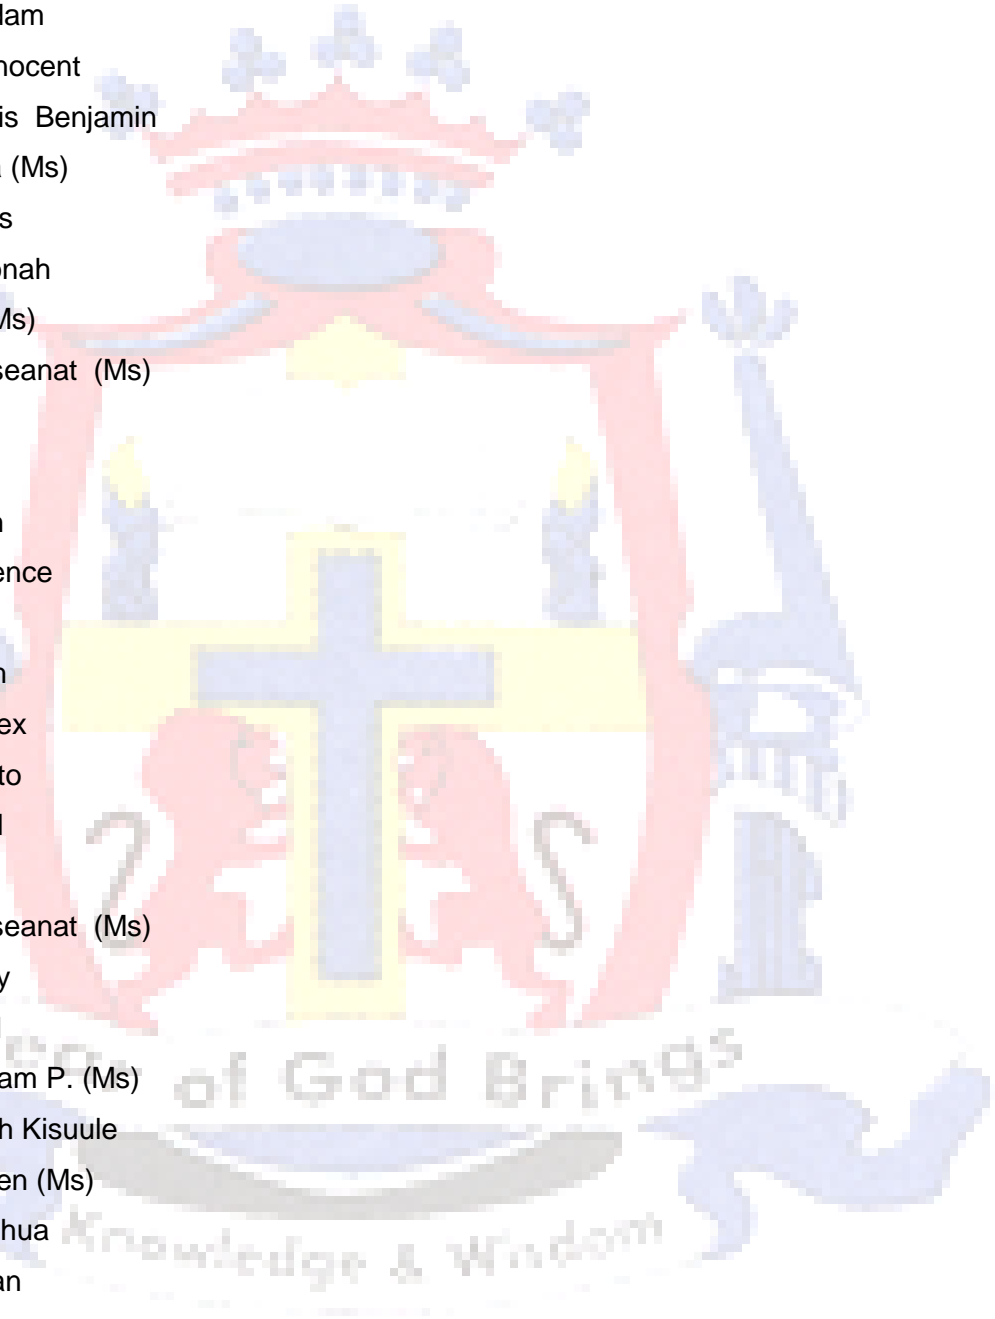 lam
nocent
is Benjamin
(Ms)
s
onah
Ms)
seanat (Ms)
n
ence
n
ex
to
seanat (Ms)
y
am P. (Ms)
h Kisuule
en (Ms)
hua
an
of God Brings
Knowledge & Wisdom